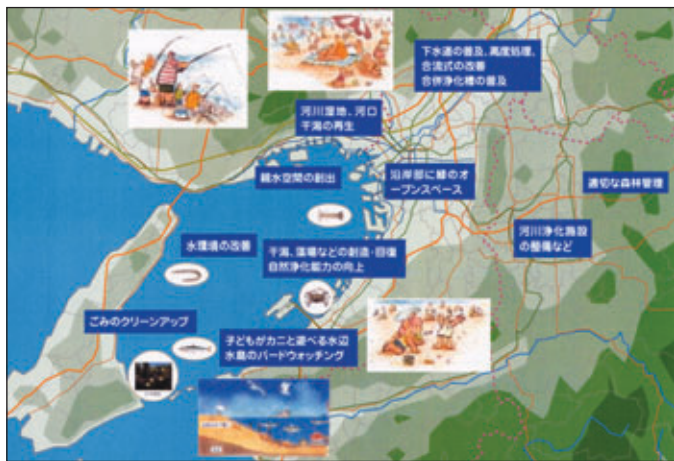 下水道の普及、高度処理、
合流式の改善
合併浄化槽の普及
河川湿地、河口
干潟の再生
親水空間の創出
沿岸部に緑のオ
ープンスペース
適切な森林管理
水環境の改善
干潟、藻場などの創造・回復
自然浄化能力の向上
河川浄化施設
の整備など
ごみのクリーンアップ
子どもがカニと遊べる水辺
水鳥のバードウォッチング